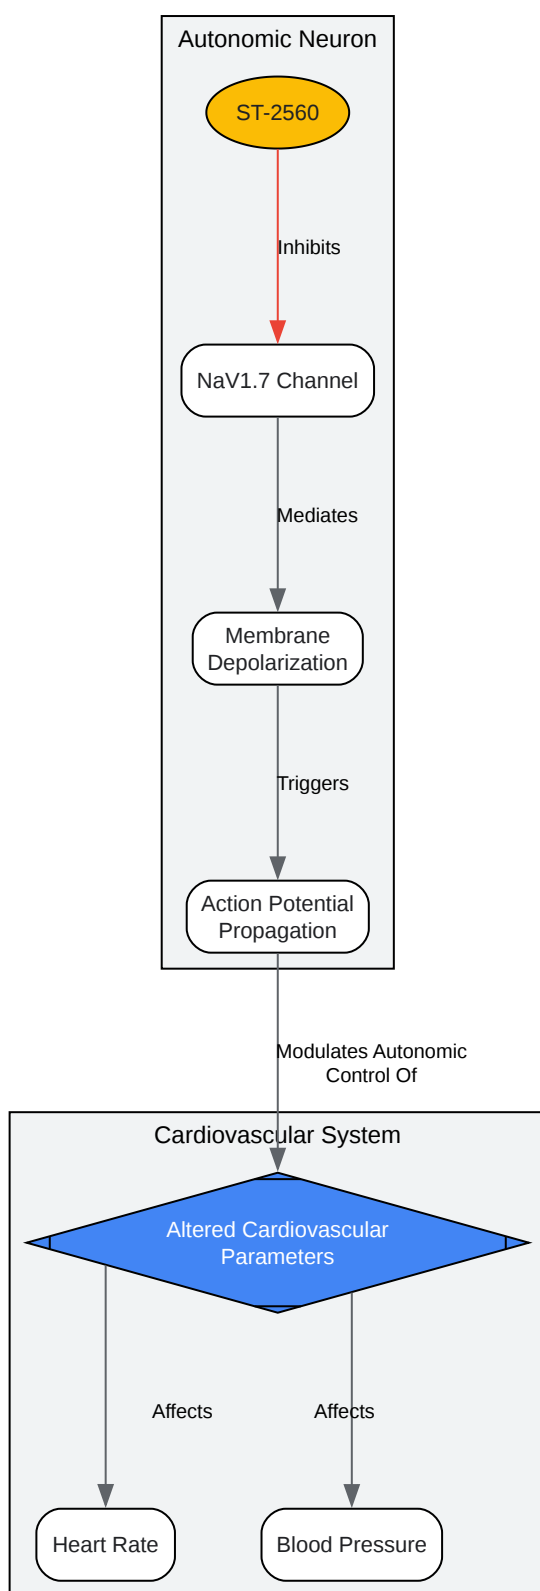 Autonomic Neuron
ST-2560
Inhibits
NaV1.7 Channel
Mediates
Membrane
Depolarization
Triggers
Action Potential
Propagation
Modulates Autonomic
Control Of
Cardiovascular System
Altered Cardiovascular
Parameters
Affects
Affects
Heart Rate
Blood Pressure